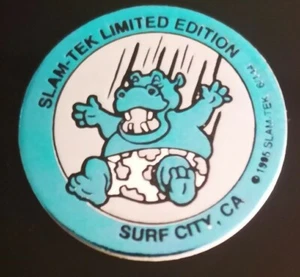 SLAM-TEK LIMITED EDITION
© 1995 SLAM-TEK
SURF CITY, CA